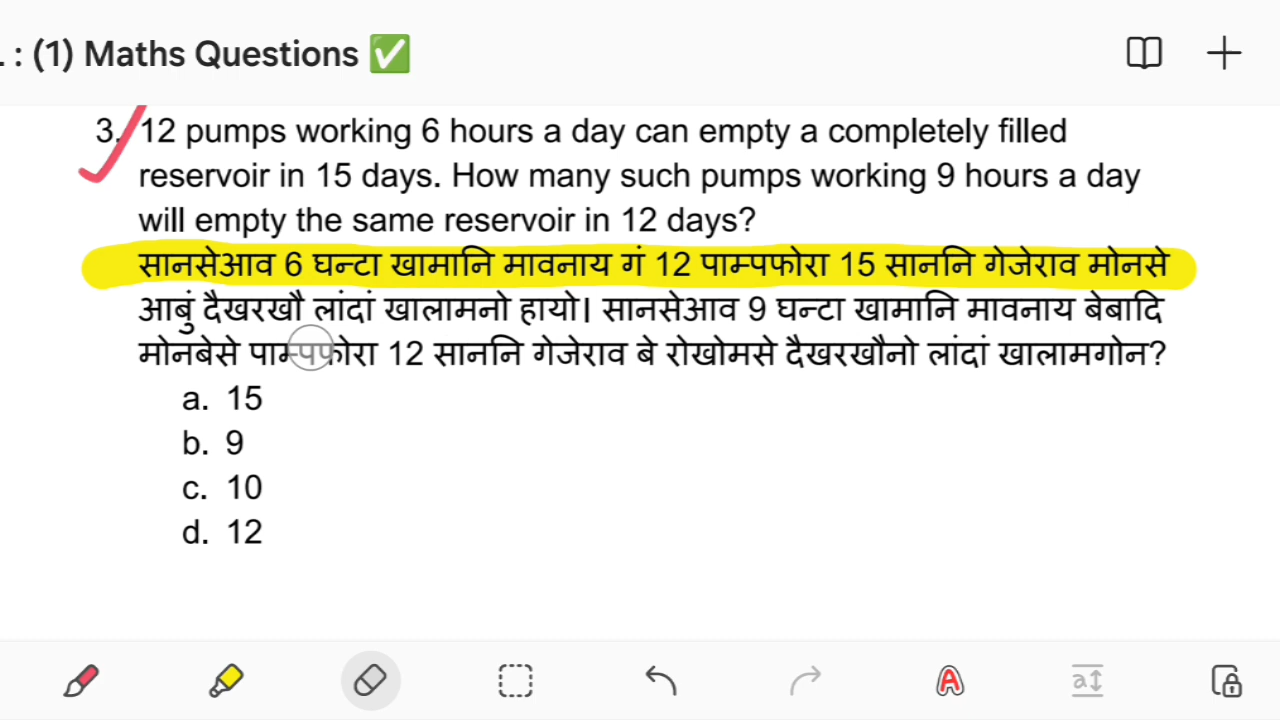 : (1) Maths Questions ✅
3. 12 pumps working 6 hours a day can empty a completely filled
reservoir in 15 days. How many such pumps working 9 hours a day
will empty the same reservoir in 12 days?
सानसेआव 6 घन्टा खामानि मावनाय गं 12 पाम्पफोरा 15 साननि गेजेराव मोनसे
आबुं दैखरखौ लांदां खालामनो हायो। सानसेआव 9 घन्टा खामानि मावनाय बेबादि
मोनबेसे पाम्पफोरा 12 साननि गेजेराव बे रोखोमसे दैखरखौनो लांदां खालामगोन?
a. 15
b. 9
c. 10
d. 12
A a